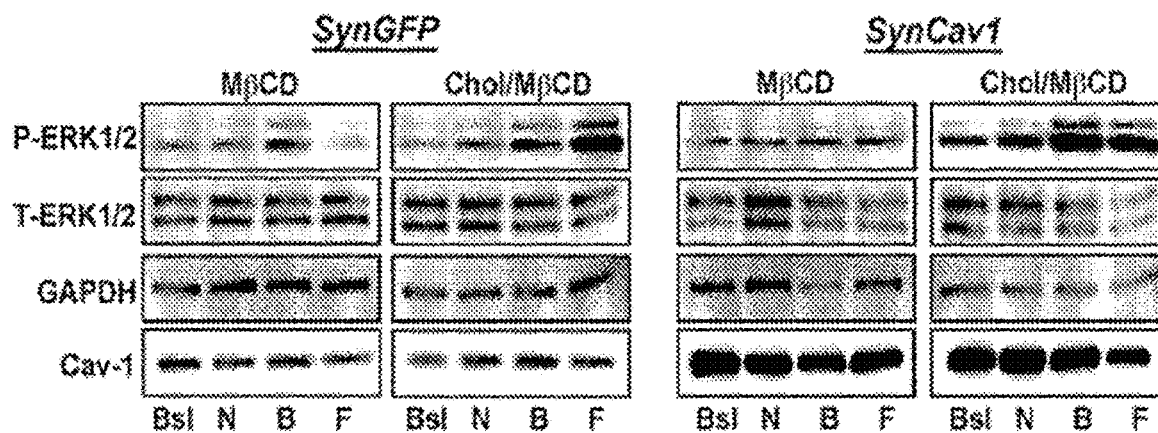 SynGFP SynCav1
MβCD Chol/MβCD MβCD Chol/MβCD
P-ERK1/2
T-ERK1/2
GAPDH
Cav-1
Bsl N B F Bsl N B F Bsl N B F Bsl N B F